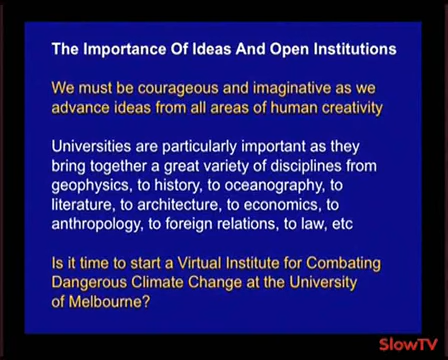 The Importance Of Ideas And Open Institutions
We must be courageous and imaginative as we
advance ideas from all areas of human creativity
Universities are particularly important as they
bring together a great variety of disciplines from
geophysics, to history, to oceanography, to
literature, to architecture, to economics, to
anthropology, to foreign relations, to law, etc
Is it time to start a Virtual Institute for Combating
Dangerous Climate Change at the University
of Melbourne?
SlowTV